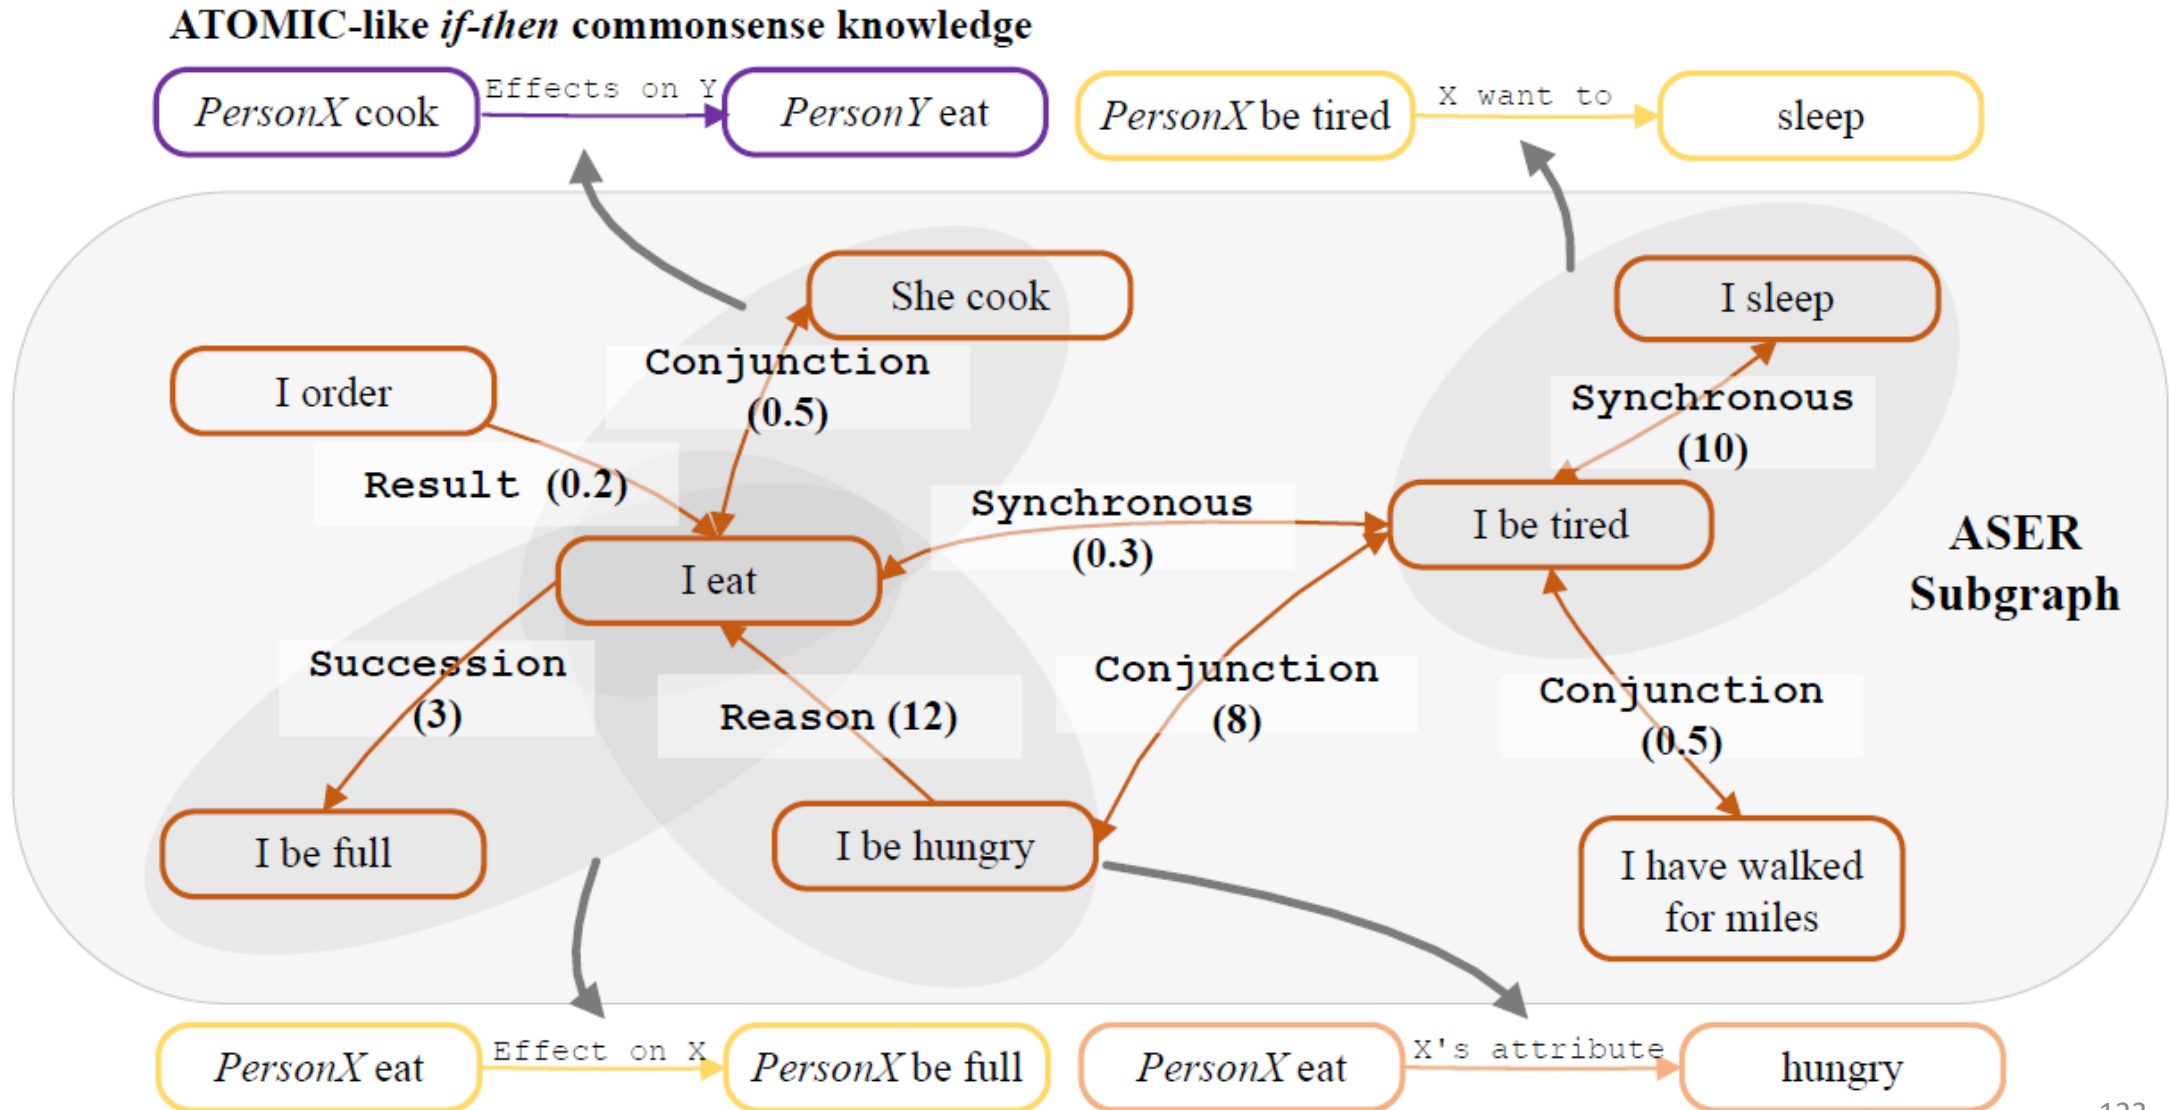 ATOMIC-like if-then commonsense knowledge
PersonX cook
Effects on Y
PersonY eat
PersonX be tired
X want to
sleep
She cook
I sleep
I order
Conjunction
(0.5)
Synchronous
(10)
Result (0.2)
Synchronous
(0.3)
I be tired
ASER
Subgraph
I eat
Succession
(3)
Reason (12)
Conjunction
(8)
Conjunction
(0.5)
I be full
I be hungry
I have walked
for miles
PersonX eat
Effect on X
PersonX be full
PersonX eat
X's attribute
hungry